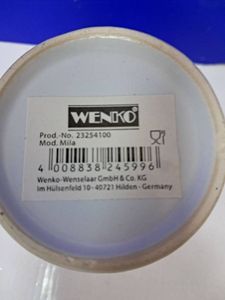 WENKO®
Prod.-No. 23254100
Mod. Mila
4 008838 245996
Wenko-Wenselaar GmbH & Co. KG
Im Hülsenfeld 10 - 40721 Hilden - Germany